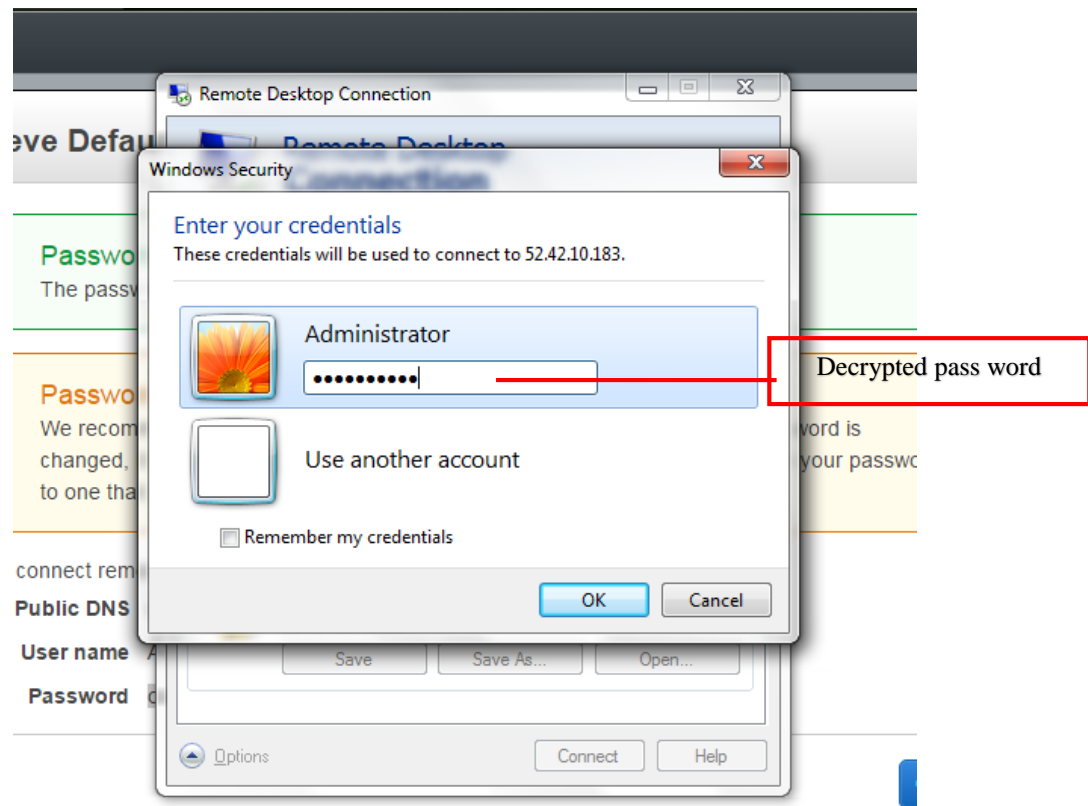 Remote Desktop Connection
eve Defau
Remote Desktop
Connection
Windows Security
Enter your credentials
These credentials will be used to connect to 52.42.10.183.
Passwo
The passw
Administrator
Decrypted pass word
Passwo
We recom
word is
changed,
your passwo
to one tha
Use another account
Remember my credentials
connect rem
OK
Cancel
Public DNS
User name
Save
Save As...
Open...
Password
Options
Connect
Help